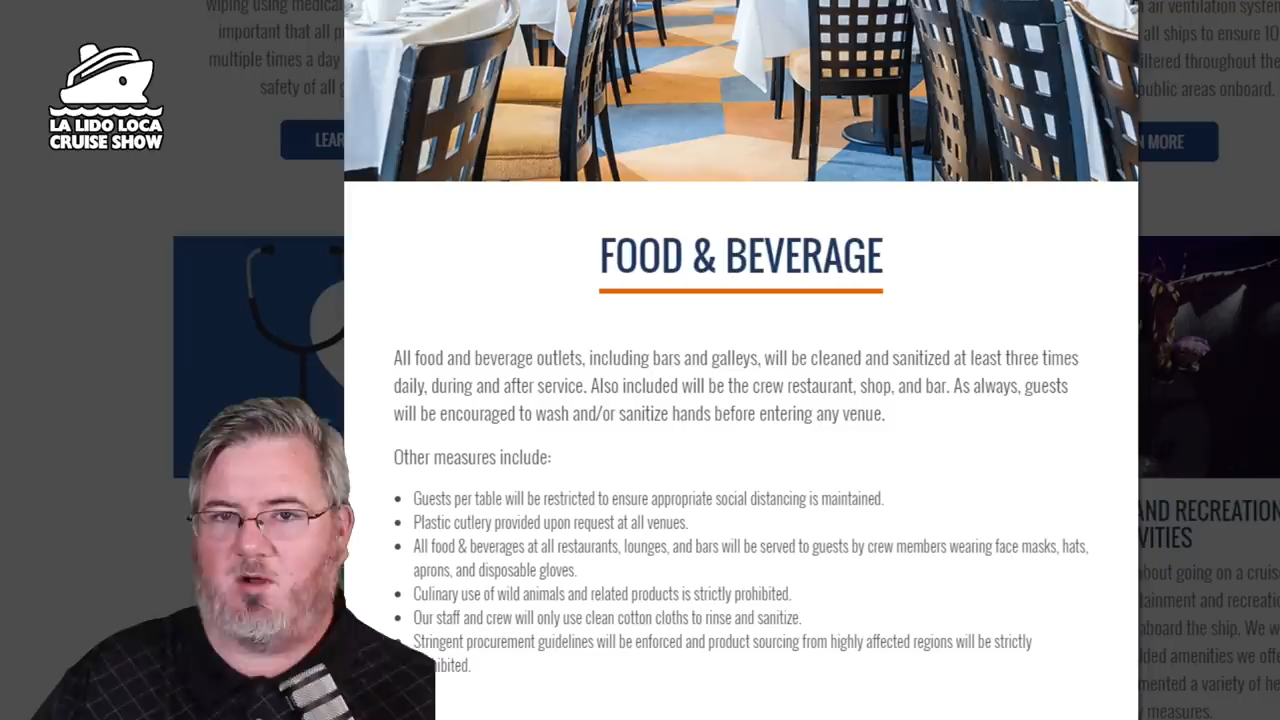 wiping using medical
important that all p
multiple times a day
safety of all g
LEAR
LA LIDO LOCA
CRUISE SHOW
air ventilation system
all ships to ensure 10
filtered throughout the
public areas onboard.
N MORE
FOOD & BEVERAGE
All food and beverage outlets, including bars and galleys, will be cleaned and sanitized at least three times
daily, during and after service. Also included will be the crew restaurant, shop, and bar. As always, guests
will be encouraged to wash and/or sanitize hands before entering any venue.
Other measures include:
• Guests per table will be restricted to ensure appropriate social distancing is maintained.
• Plastic cutlery provided upon request at all venues.
• All food & beverages at all restaurants, lounges, and bars will be served to guests by crew members wearing face masks, hats,
aprons, and disposable gloves.
• Culinary use of wild animals and related products is strictly prohibited.
• Our staff and crew will only use clean cotton cloths to rinse and sanitize.
• Stringent procurement guidelines will be enforced and product sourcing from highly affected regions will be strictly
ibited.
AND RECREATION
VITIES
about going on a cruis
tainment and recreati
nboard the ship. We w
ded amenities we offe
mented a variety of he
measures.